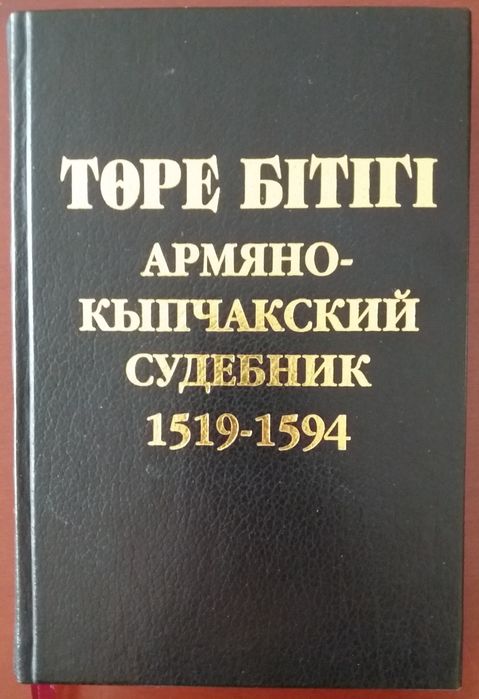 ТӨРЕ БІТІГІ
АРМЯНО-
КЫПЧАКСКИЙ
СУДЕБНИК
1519-1594